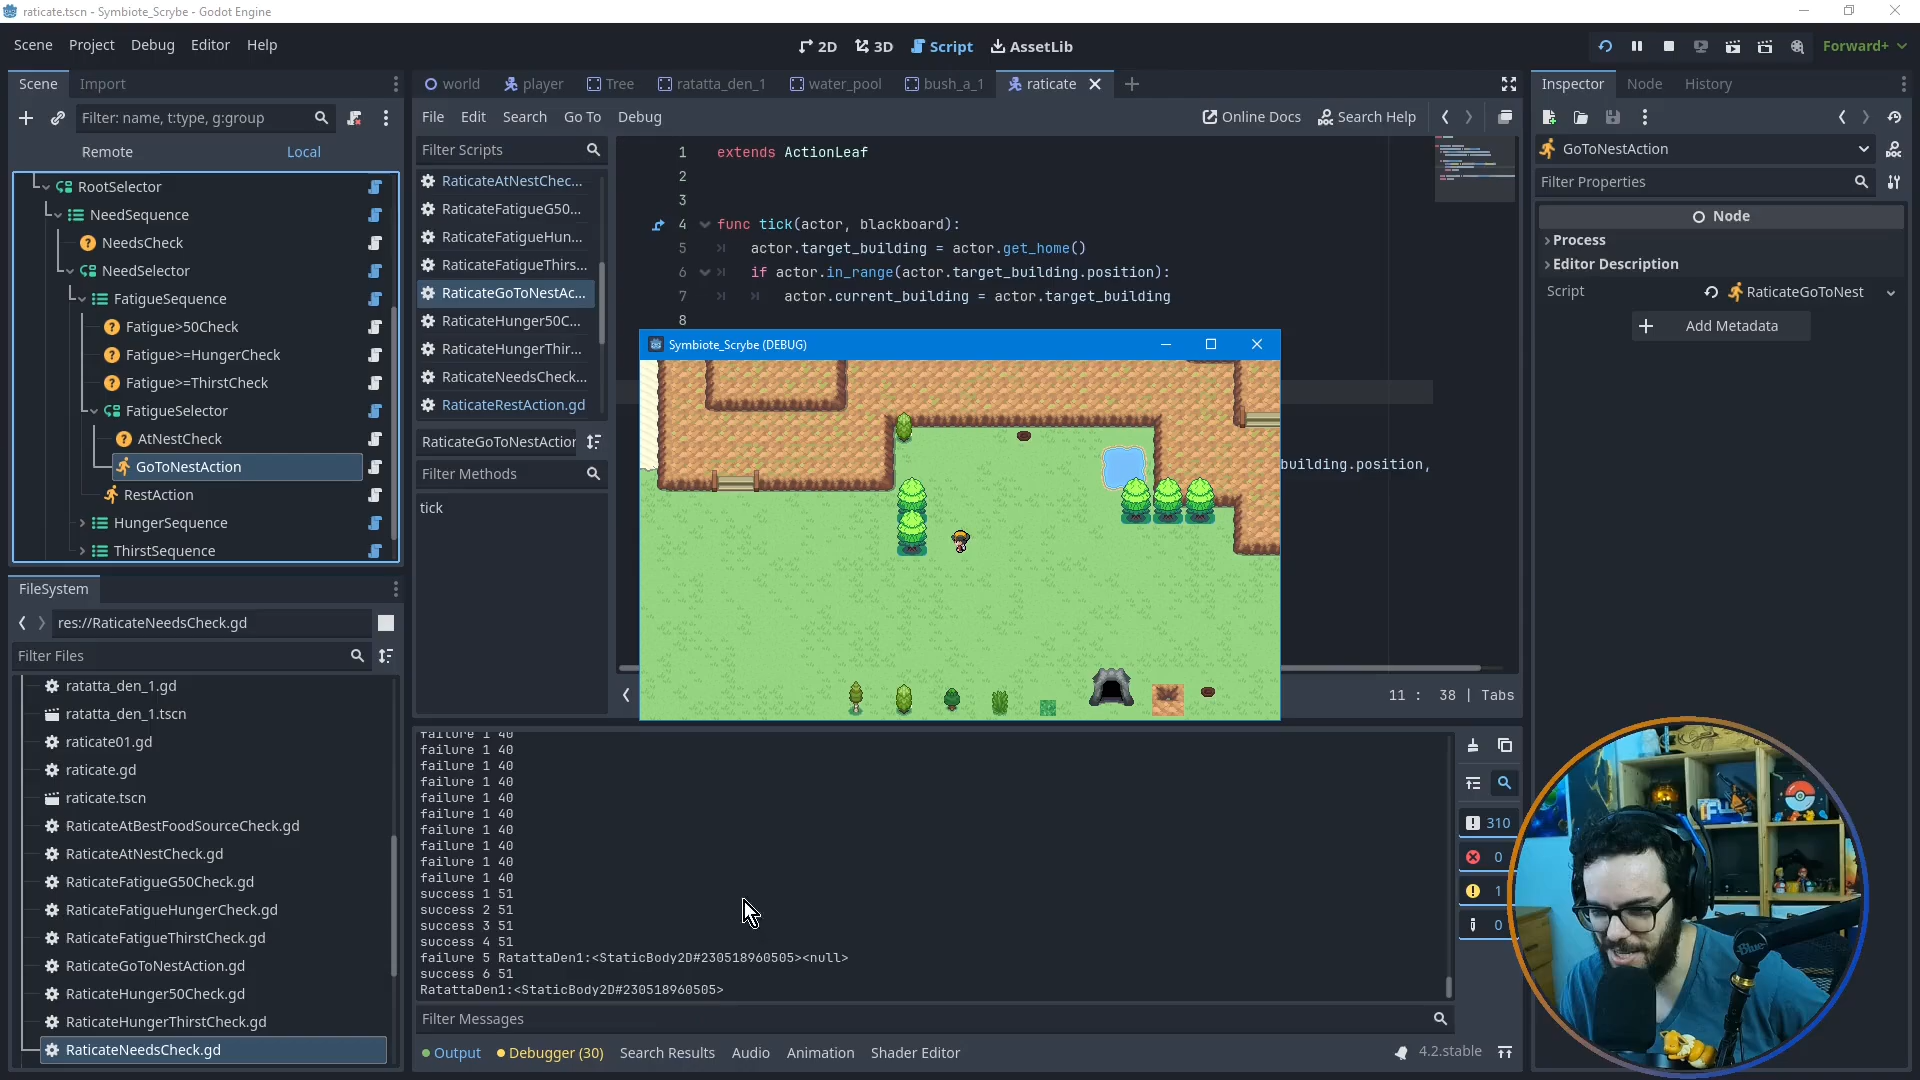 raticate.tscn - Symbiote_Scrybe - Godot Engine
Scene Project Debug Editor Help
2D 3D Script AssetLib
Forward+
Scene Import
world player Tree ratatta_den_1 water_pool bush_a_1 raticate
Inspector Node History
Filter: name, t:type, g:group
File Edit Search Go To Debug
Online Docs Search Help
Remote Local
Filter Scripts
GoToNestAction
Filter Properties
RootSelector
NeedSequence
NeedsCheck
NeedSelector
FatigueSequence
Fatigue>50Check
Fatigue>=HungerCheck
Fatigue>=ThirstCheck
FatigueSelector
AtNestCheck
GoToNestAction
RestAction
HungerSequence
ThirstSequence
RaticateAtNestChec...
RaticateFatigueG50...
RaticateFatigueHun...
RaticateFatigueThirs...
RaticateGoToNestAc...
RaticateHunger50C...
RaticateHungerThir...
RaticateNeedsCheck...
RaticateRestAction.gd
RaticateGoToNestAction
Filter Methods
tick
1 extends ActionLeaf
2
3
4 func tick(actor, blackboard):
5 actor.target_building = actor.get_home()
6 if actor.in_range(actor.target_building.position):
7 actor.current_building = actor.target_building
8
building.position,
Symbiote_Scrybe (DEBUG)
11 : 38 | Tabs
Node
Process
Editor Description
Script RaticateGoToNest
Add Metadata
FileSystem
res://RaticateNeedsCheck.gd
Filter Files
ratatta_den_1.gd
ratatta_den_1.tscn
raticate01.gd
raticate.gd
raticate.tscn
RaticateAtBestFoodSourceCheck.gd
RaticateAtNestCheck.gd
RaticateFatigueG50Check.gd
RaticateFatigueHungerCheck.gd
RaticateFatigueThirstCheck.gd
RaticateGoToNestAction.gd
RaticateHunger50Check.gd
RaticateHungerThirstCheck.gd
RaticateNeedsCheck.gd
failure 1 40
failure 1 40
failure 1 40
failure 1 40
failure 1 40
failure 1 40
failure 1 40
failure 1 40
failure 1 40
failure 1 40
success 1 51
success 2 51
success 3 51
success 4 51
failure 5 RatattaDen1:<StaticBody2D#230518960505><null>
success 6 51
RatattaDen1:<StaticBody2D#230518960505>
310
0
1
0
Filter Messages
Output Debugger (30) Search Results Audio Animation Shader Editor
4.2.stable
Blue